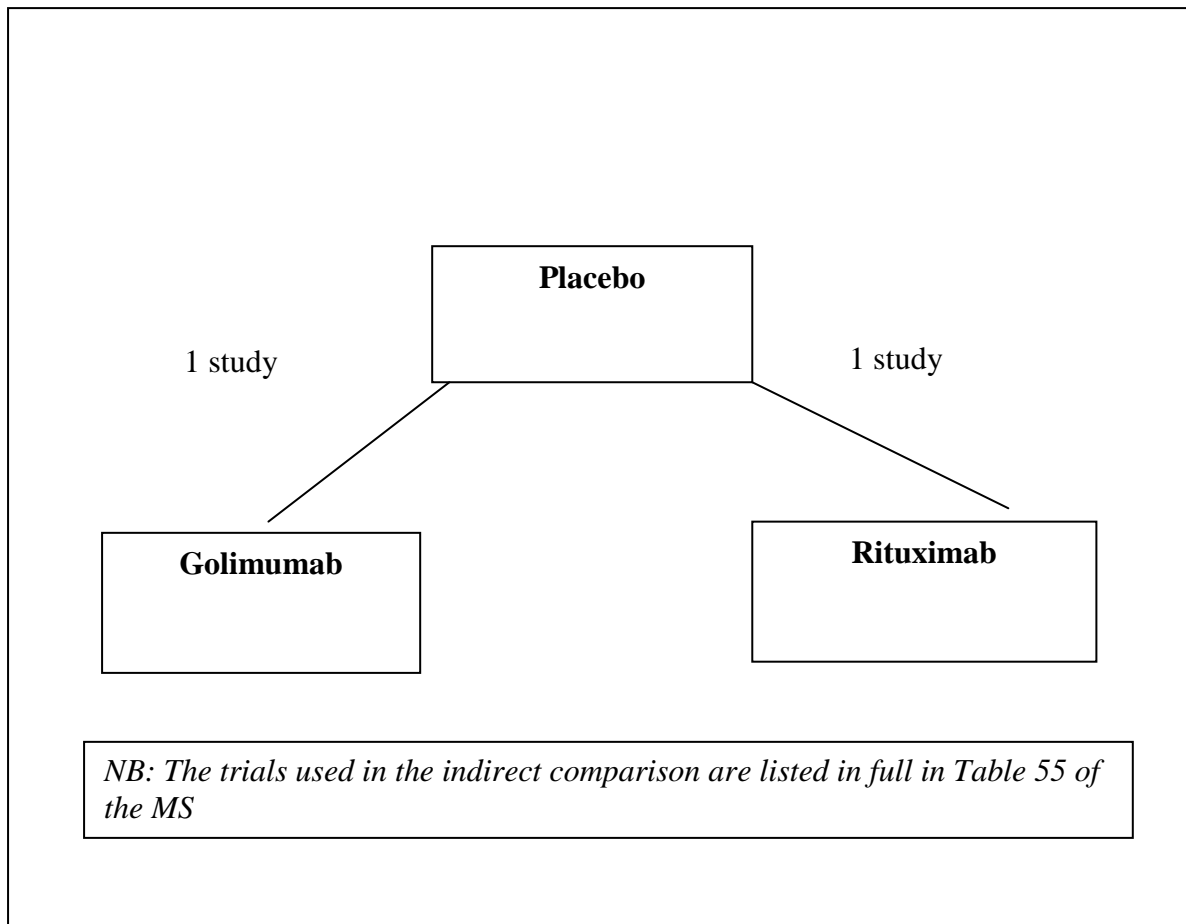 Placebo
1 study
1 study
Golimumab
Rituximab
NB: The trials used in the indirect comparison are listed in full in Table 55 of
the MS